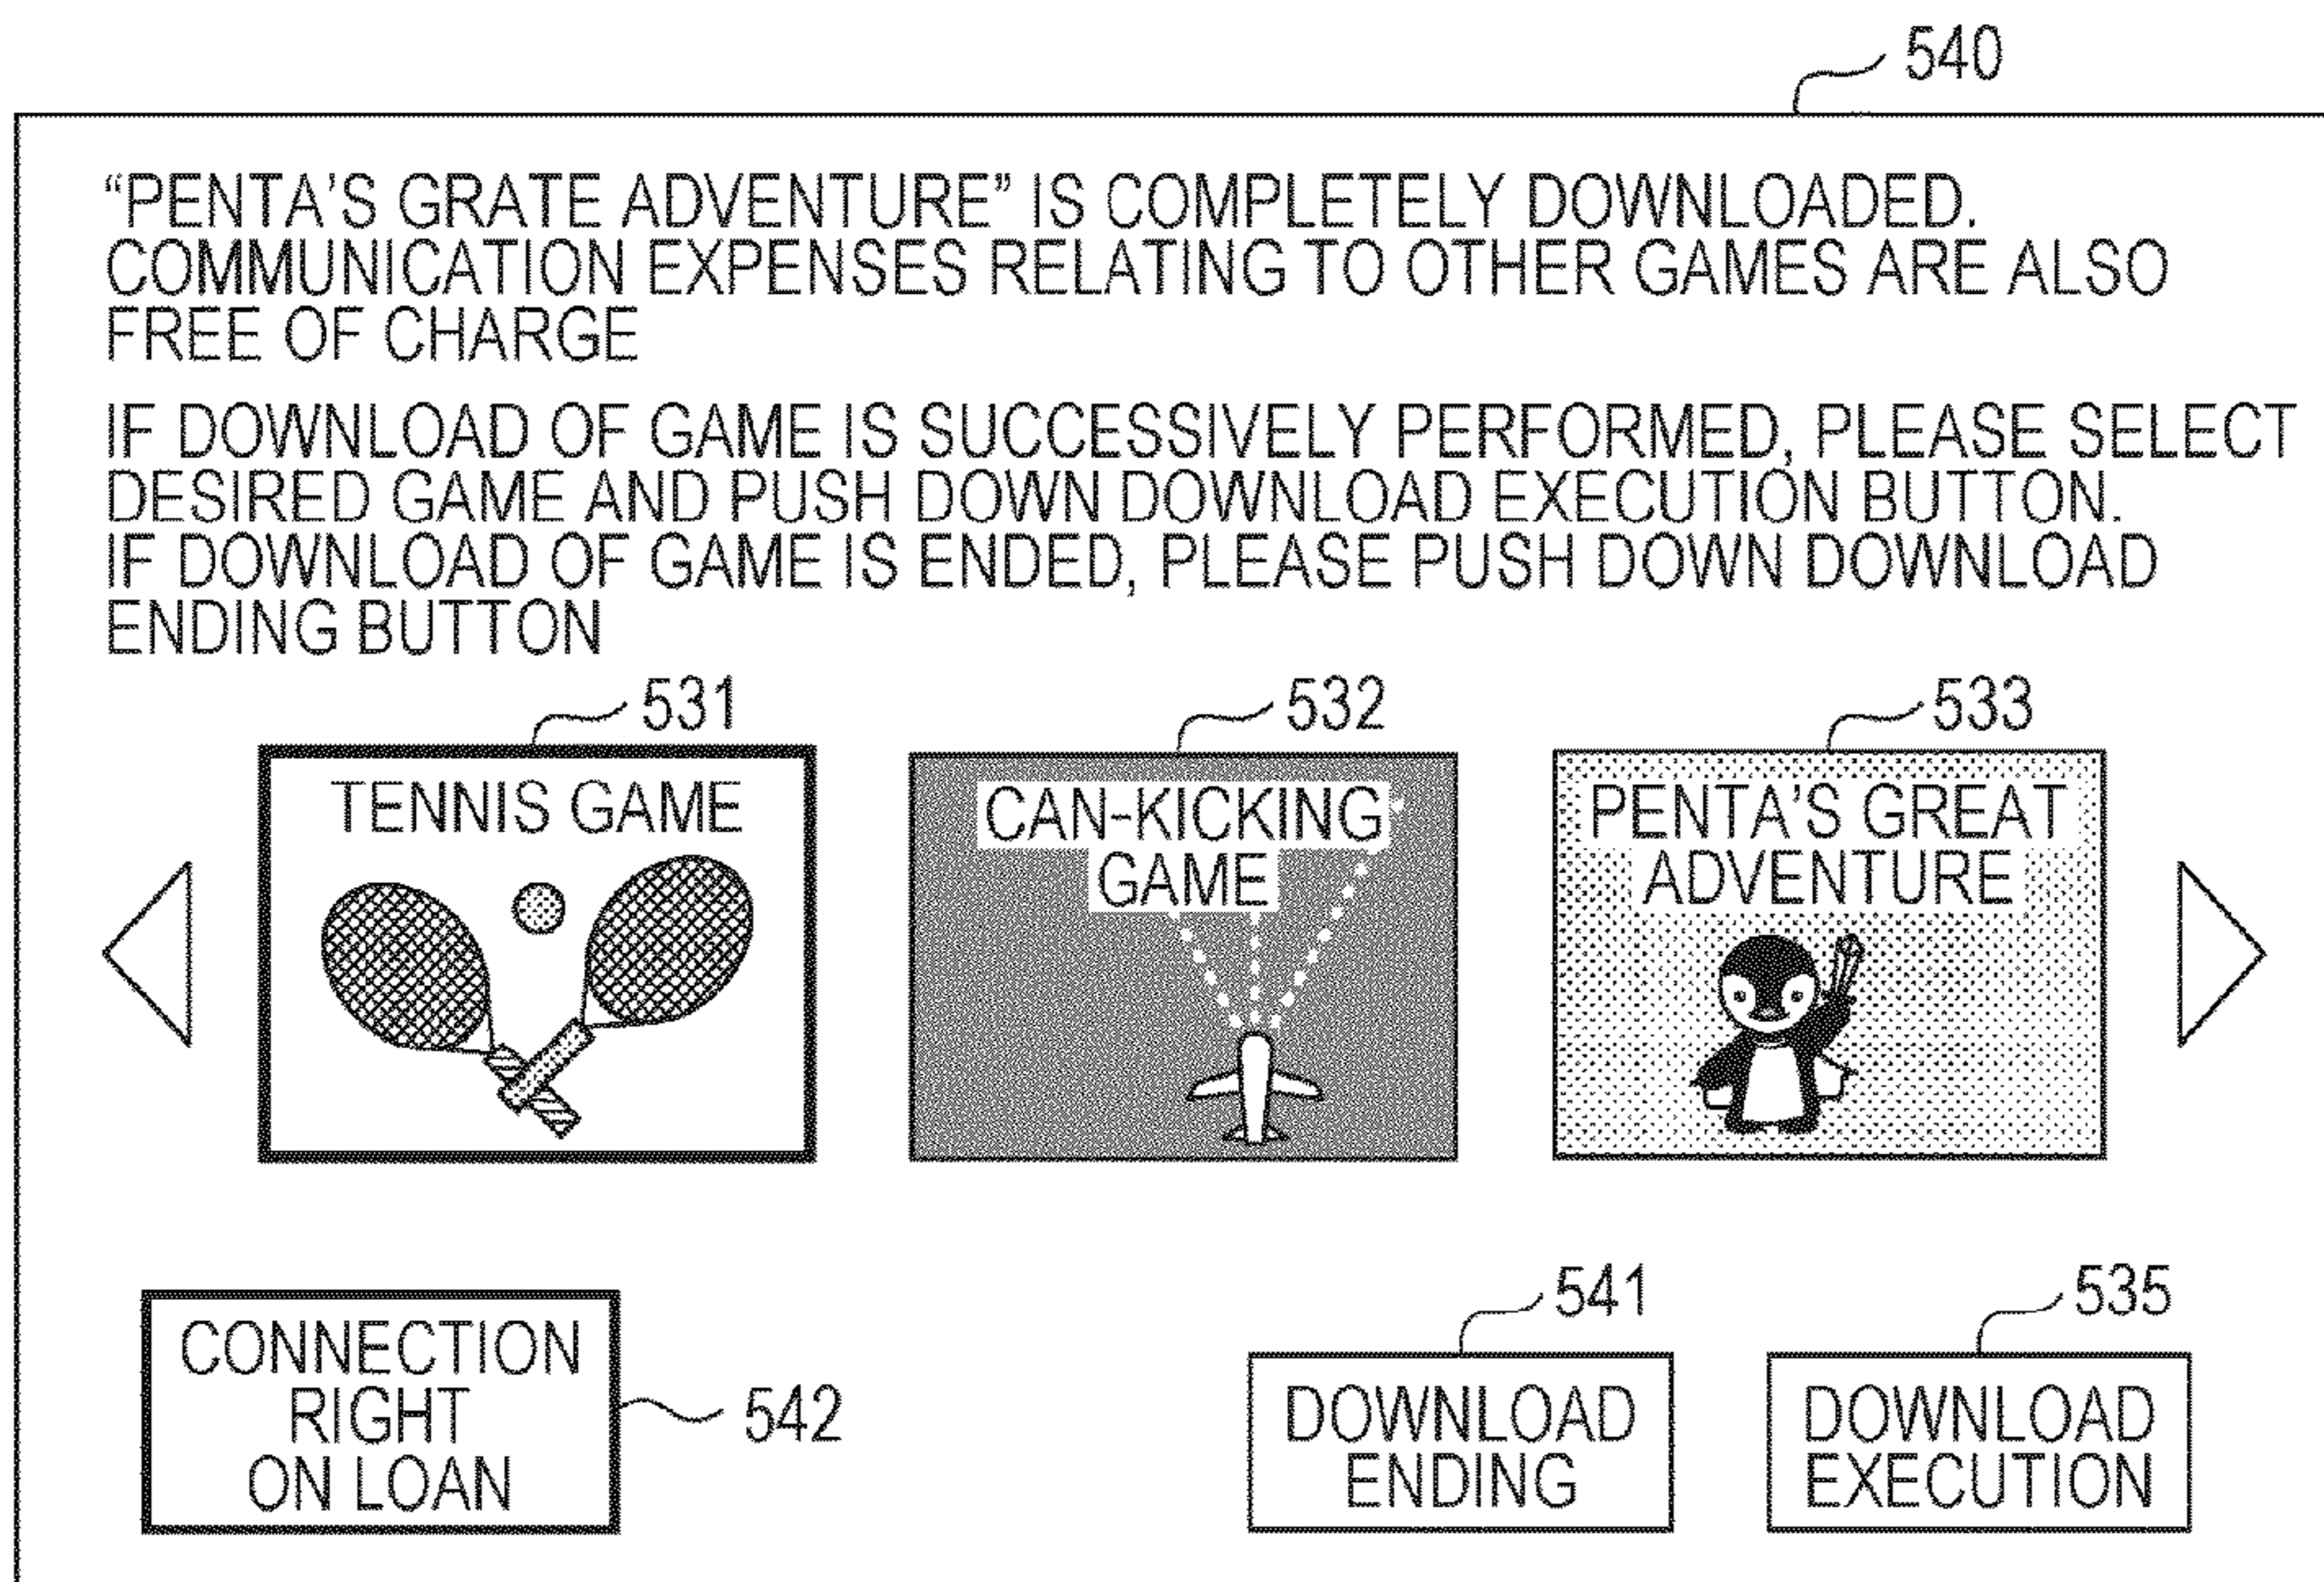 540
“PENTA’S GRATE ADVENTURE” IS COMPLETELY DOWNLOADED.
COMMUNICATION EXPENSES RELATING TO OTHER GAMES ARE ALSO
FREE OF CHARGE
IF DOWNLOAD OF GAME IS SUCCESSIVELY PERFORMED, PLEASE SELECT
DESIRED GAME AND PUSH DOWN DOWNLOAD EXECUTION BUTTON.
IF DOWNLOAD OF GAME IS ENDED, PLEASE PUSH DOWN DOWNLOAD
ENDING BUTTON
531
TENNIS GAME
532
CAN-KICKING
GAME
533
PENTA’S GREAT
ADVENTURE
CONNECTION
RIGHT
ON LOAN
542
541
DOWNLOAD
ENDING
535
DOWNLOAD
EXECUTION